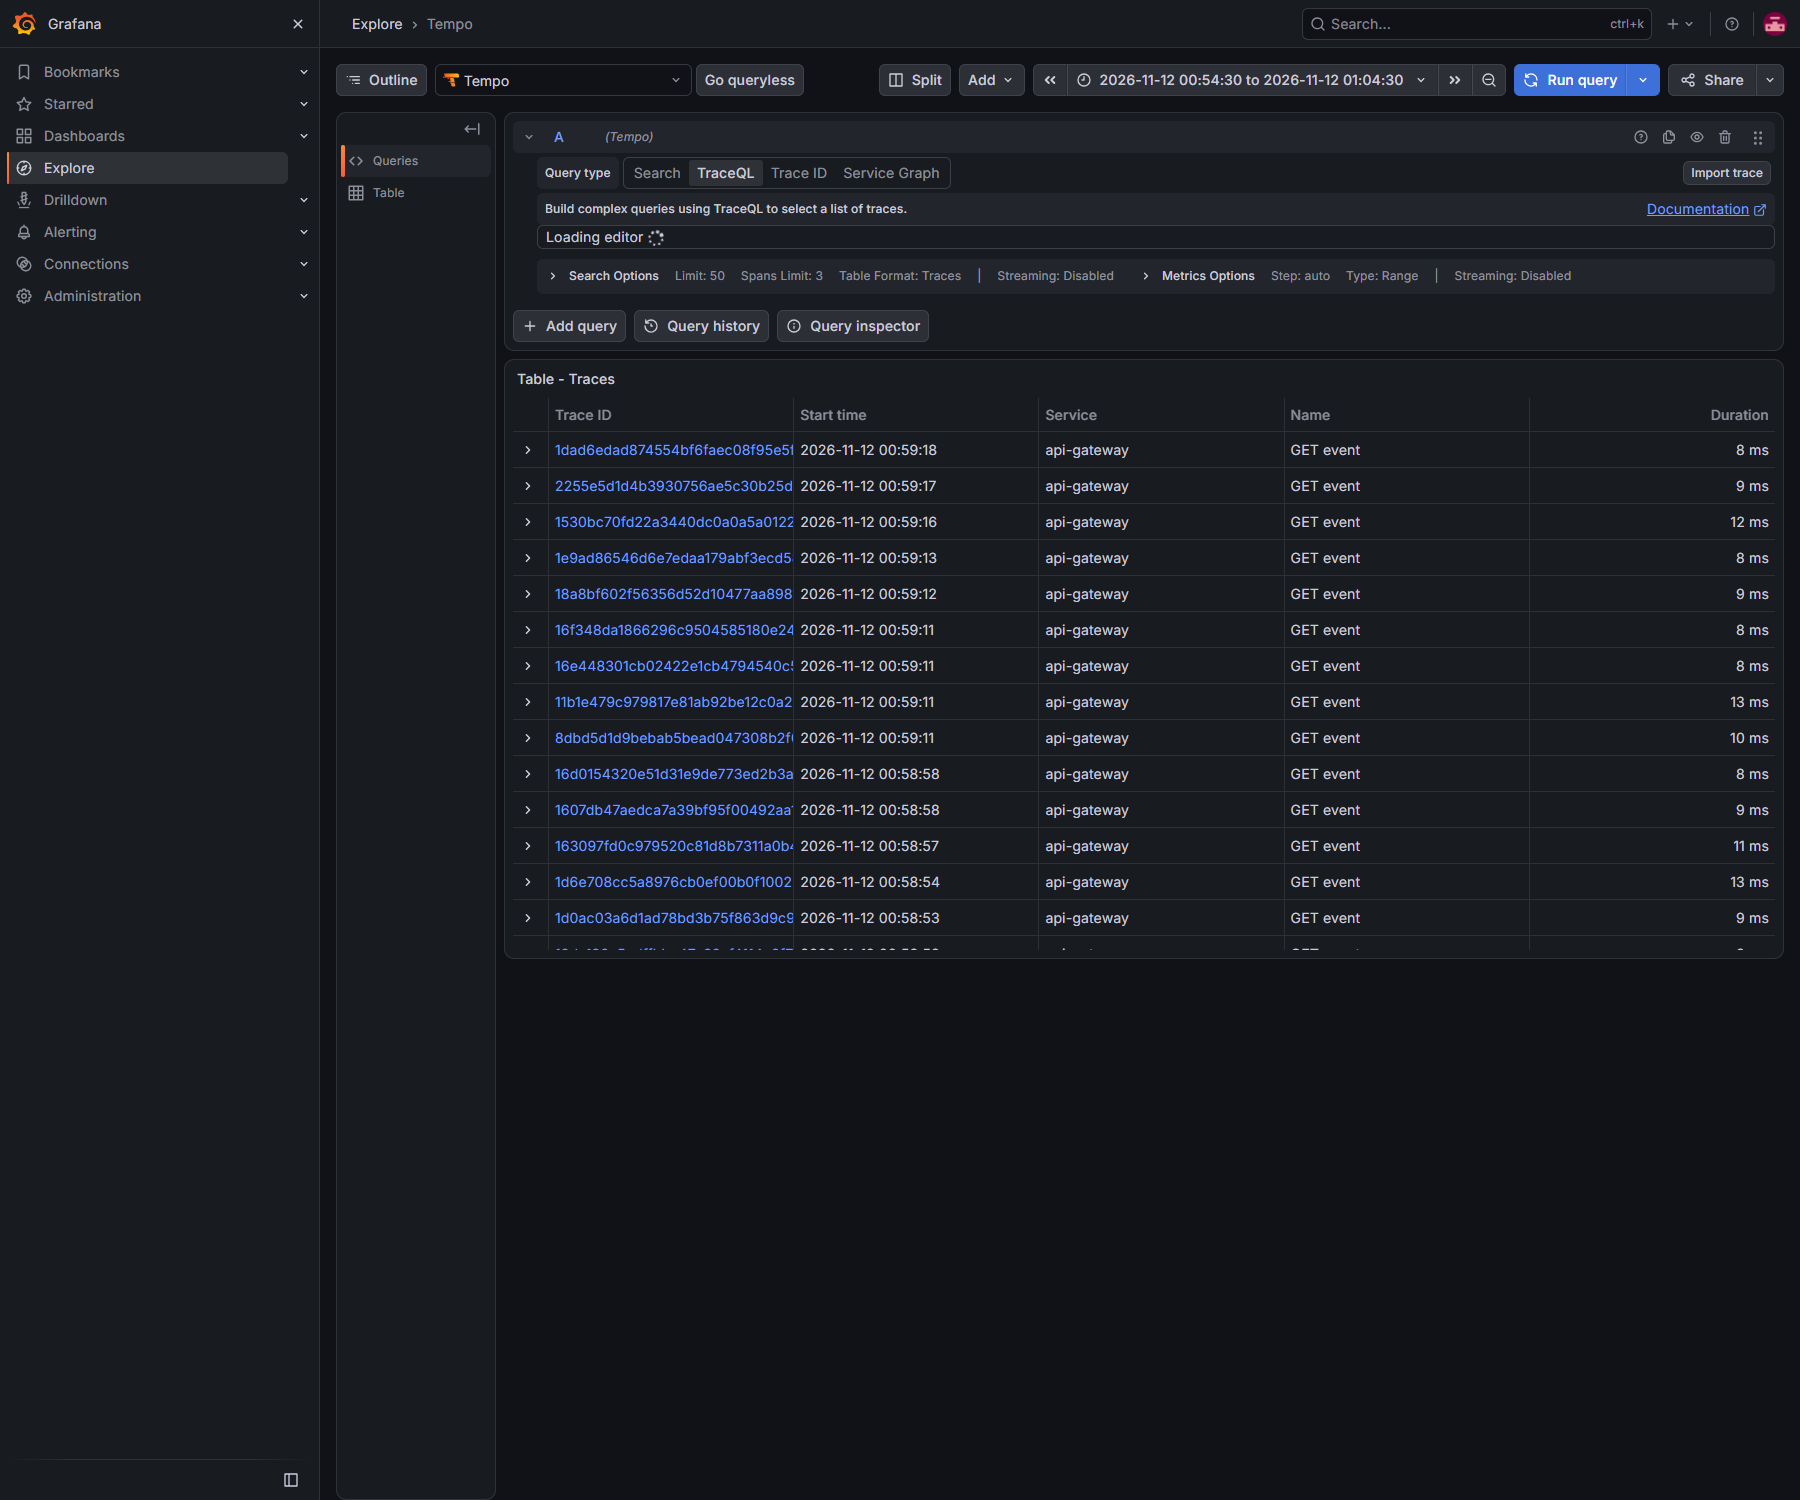 Grafana
Explore › Tempo
Search...
ctrl+k
Bookmarks
Starred
Dashboards
Explore
Drilldown
Alerting
Connections
Administration
Outline
Tempo
Go queryless
Split
Add
2026-11-12 00:54:30 to 2026-11-12 01:04:30
Run query
Share
Queries
Table
A
(Tempo)
Query type
Search
TraceQL
Trace ID
Service Graph
Import trace
Build complex queries using TraceQL to select a list of traces.
Documentation
Loading editor
Search Options Limit: 50 Spans Limit: 3 Table Format: Traces | Streaming: Disabled
Metrics Options Step: auto Type: Range | Streaming: Disabled
Add query
Query history
Query inspector
Table - Traces
Trace ID Start time Service Name Duration
1dad6edad874554bf6faec08f95e5f 2026-11-12 00:59:18 api-gateway GET event 8 ms
2255e5d1d4b3930756ae5c30b25d 2026-11-12 00:59:17 api-gateway GET event 9 ms
1530bc70fd22a3440dc0a0a5a0122 2026-11-12 00:59:16 api-gateway GET event 12 ms
1e9ad86546d6e7edaa179abf3ecd5 2026-11-12 00:59:13 api-gateway GET event 8 ms
18a8bf602f56356d52d10477aa898 2026-11-12 00:59:12 api-gateway GET event 9 ms
16f348da1866296c9504585180e24 2026-11-12 00:59:11 api-gateway GET event 8 ms
16e448301cb02422e1cb4794540c5 2026-11-12 00:59:11 api-gateway GET event 8 ms
11b1e479c979817e81ab92be12c0a2 2026-11-12 00:59:11 api-gateway GET event 13 ms
8dbd5d1d9bebab5bead047308b2f 2026-11-12 00:59:11 api-gateway GET event 10 ms
16d0154320e51d31e9de773ed2b3a 2026-11-12 00:58:58 api-gateway GET event 8 ms
1607db47aedca7a39bf95f00492aa 2026-11-12 00:58:58 api-gateway GET event 9 ms
163097fd0c979520c81d8b7311a0b4 2026-11-12 00:58:57 api-gateway GET event 11 ms
1d6e708cc5a8976cb0ef00b0f1002 2026-11-12 00:58:54 api-gateway GET event 13 ms
1d0ac03a6d1ad78bd3b75f863d9c9 2026-11-12 00:58:53 api-gateway GET event 9 ms